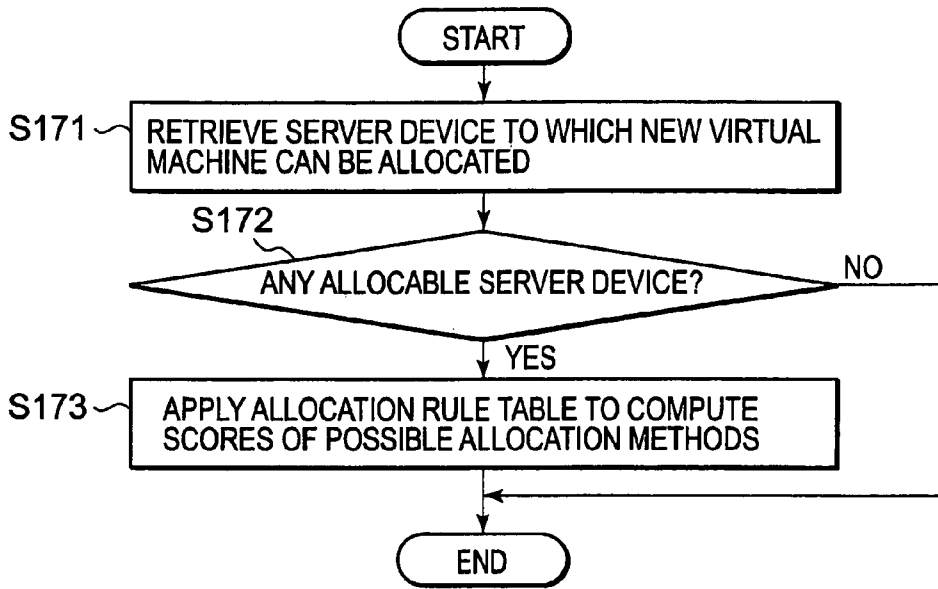 START
S171
RETRIEVE SERVER DEVICE TO WHICH NEW VIRTUAL
MACHINE CAN BE ALLOCATED
S172
ANY ALLOCABLE SERVER DEVICE?
NO
YES
S173
APPLY ALLOCATION RULE TABLE TO COMPUTE
SCORES OF POSSIBLE ALLOCATION METHODS
END